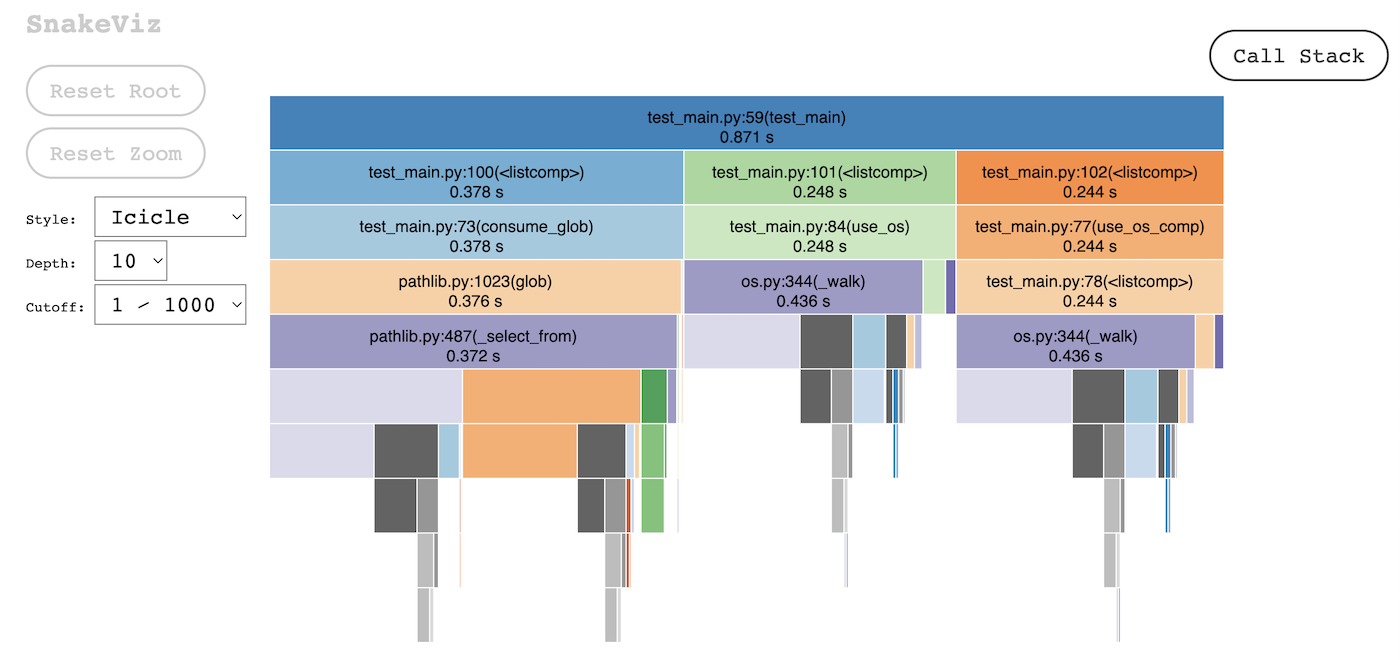 SnakeViz
Call Stack
Reset Root
Reset Zoom
Style: Icicle
Depth: 10
Cutoff: 1 / 1000
test_main.py:59(test_main)
0.871 s
test_main.py:100(<listcomp>)
0.378 s
test_main.py:101(<listcomp>)
0.248 s
test_main.py:102(<listcomp>)
0.244 s
test_main.py:73(consume_glob)
0.378 s
test_main.py:84(use_os)
0.248 s
test_main.py:77(use_os_comp)
0.244 s
pathlib.py:1023(glob)
0.376 s
os.py:344(_walk)
0.436 s
test_main.py:78(<listcomp>)
0.244 s
pathlib.py:487(_select_from)
0.372 s
os.py:344(_walk)
0.436 s